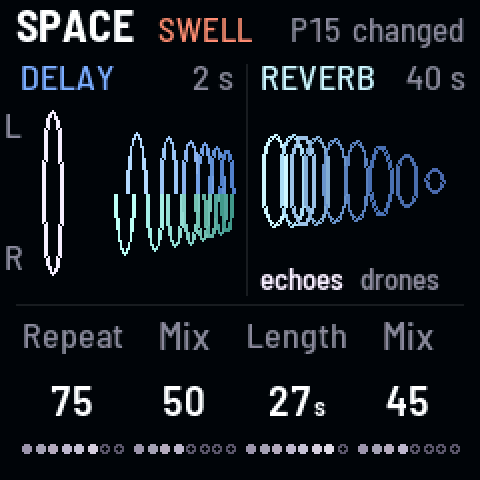 SPACE SWELL P15 changed
DELAY 2 s REVERB 40 s
L
R
echoes drones
Repeat Mix Length Mix
75 50 27s 45